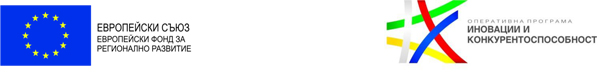 ЕВРОПЕЙСКИ СЪЮЗ
ЕВРОПЕЙСКИ ФОНД ЗА
РЕГИОНАЛНО РАЗВИТИЕ
ОПЕРАТИВНА ПРОГРАМА
ИНОВАЦИИ И
КОНКУРЕНТОСПОСОБНОСТ